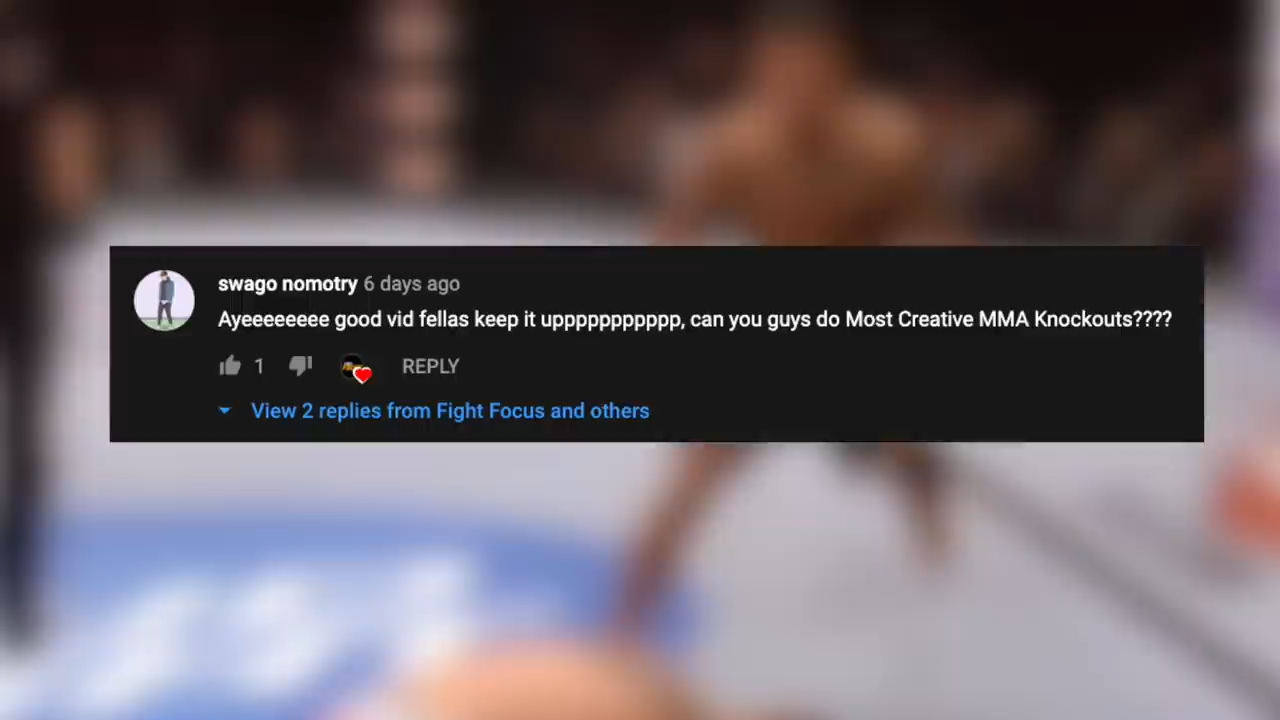 swago nomotry 6 days ago
Ayeeeeeeee good vid fellas keep it uppppppppppp, can you guys do Most Creative MMA Knockouts????
1 REPLY
View 2 replies from Fight Focus and others